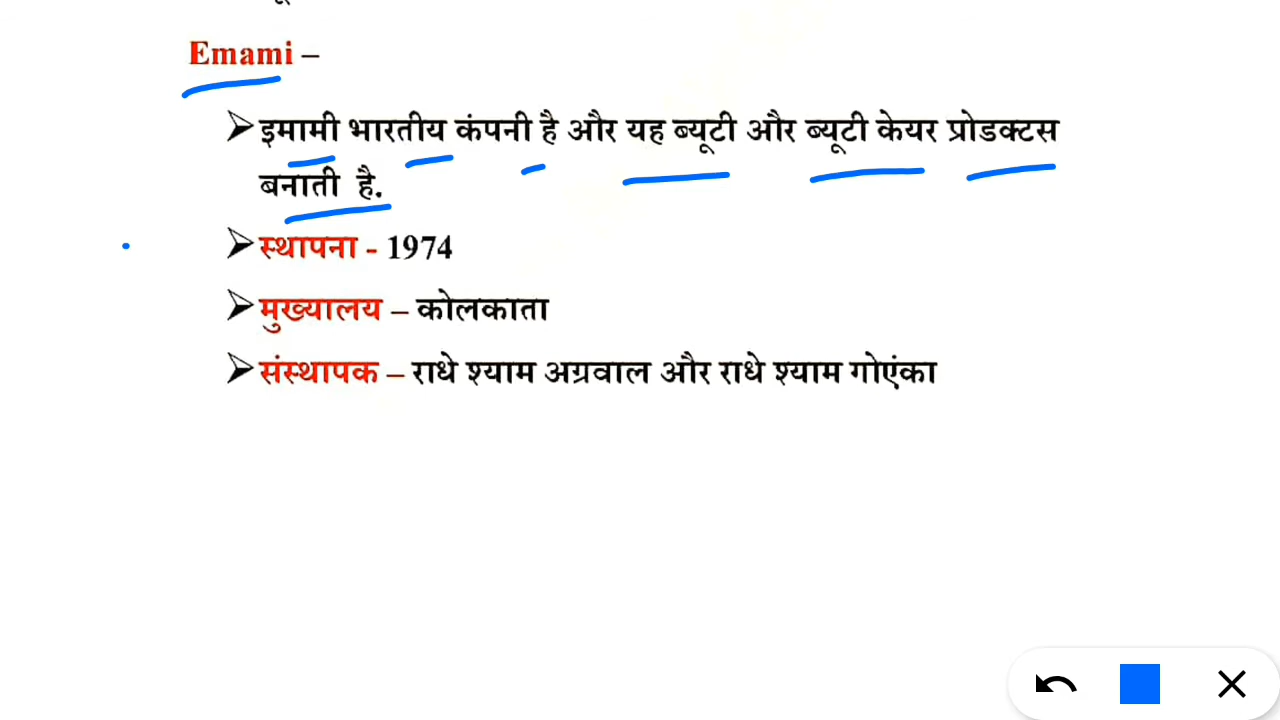 Emami –
➢ इमामी भारतीय कंपनी है और यह ब्यूटी और ब्यूटी केयर प्रोडक्टस
बनाती है.
➢ स्थापना - 1974
➢ मुख्यालय – कोलकाता
➢ संस्थापक – राधे श्याम अग्रवाल और राधे श्याम गोएंका